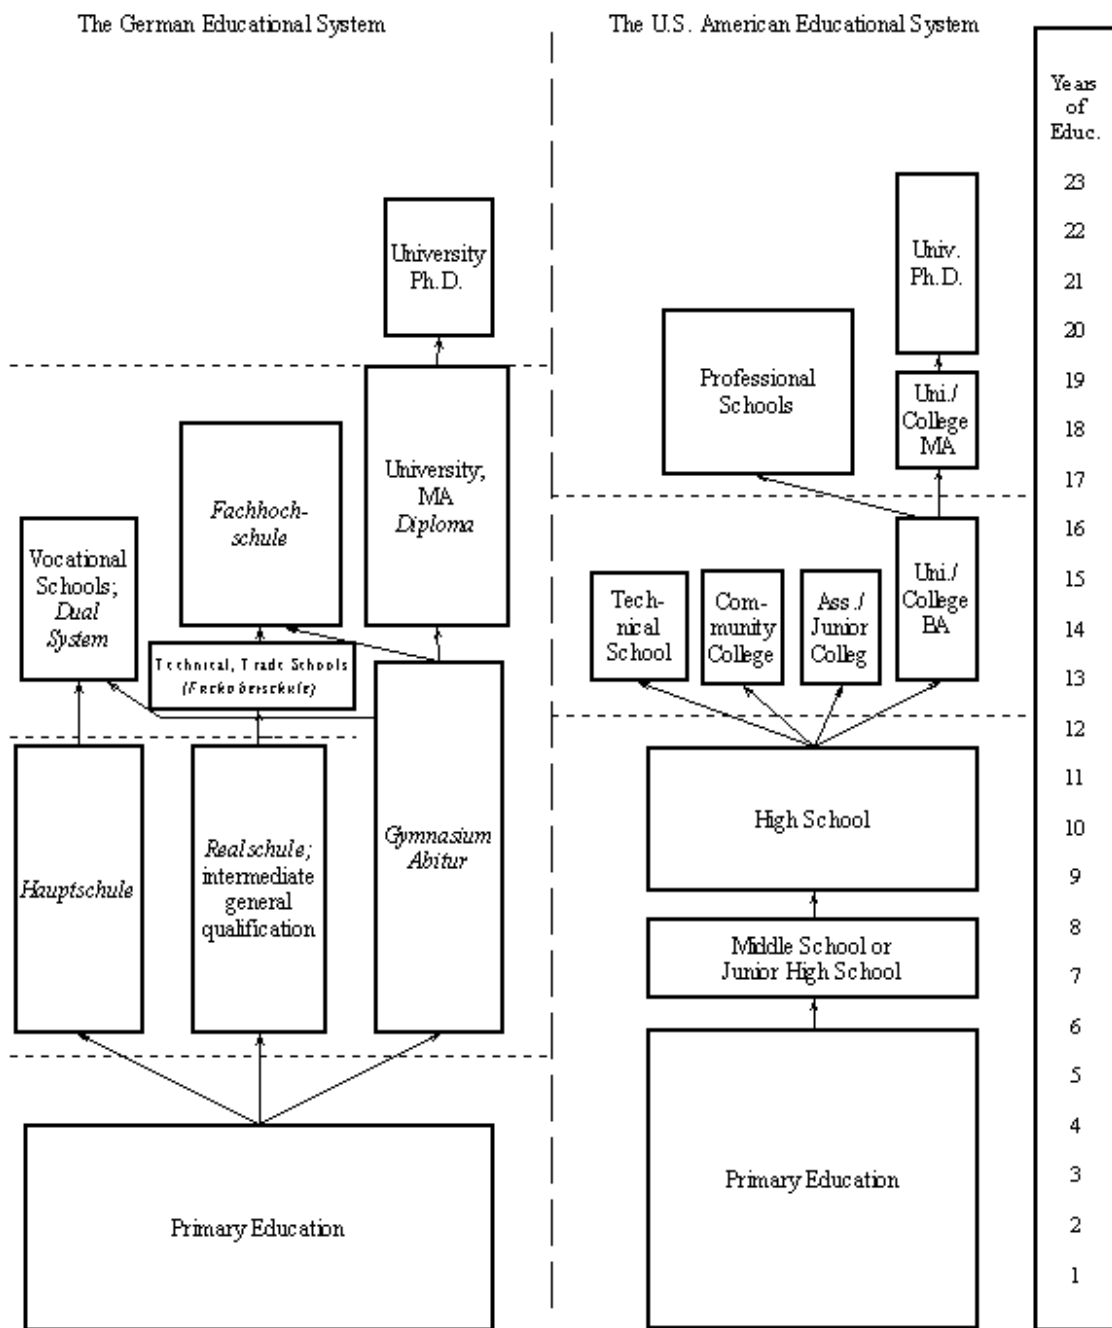 The German Educational System
The U.S. American Educational System
Years
of
Educ.
23
22
21
20
19
18
17
16
15
14
13
12
11
10
9
8
7
6
5
4
3
2
1
University
Ph.D.
University,
MA
Diploma
Fachhoch-
schule
Vocational
Schools;
Dual
System
Technical, Trade Schools
(Fachoberschule)
Hauptschule
Realschule;
intermediate
general
qualification
Gymnasium
Abitur
Primary Education
Univ.
Ph.D.
Professional
Schools
Uni./
College
MA
Tech-
nical
School
Com-
munity
College
Ass./
Junior
Colleg
Uni./
College
BA
High School
Middle School or
Junior High School
Primary Education